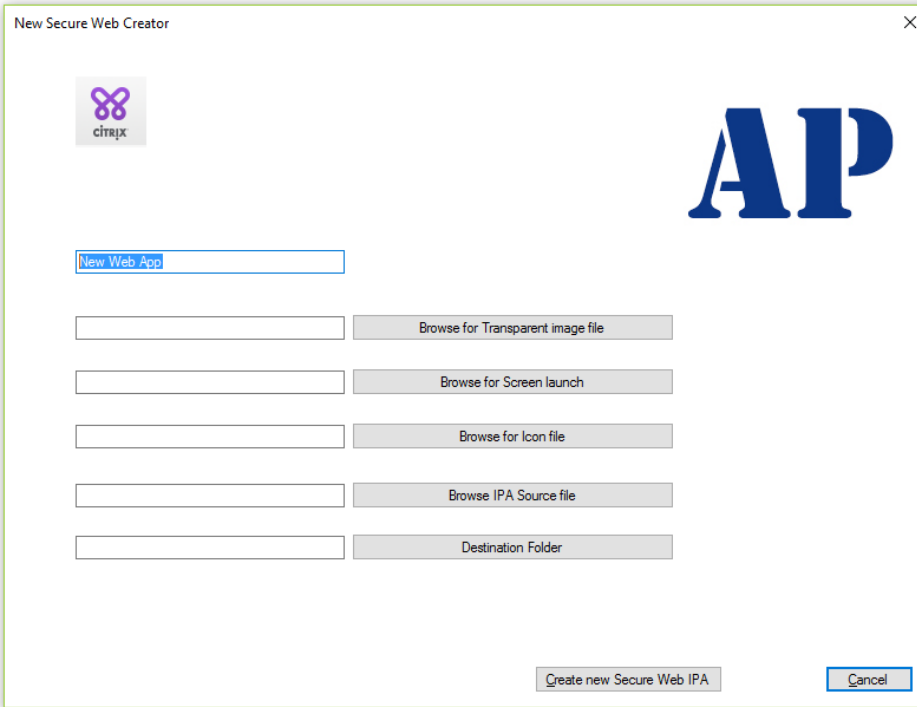 New Secure Web Creator
CITRIX
AP
New Web App
Browse for Transparent image file
Browse for Screen launch
Browse for Icon file
Browse IPA Source file
Destination Folder
Create new Secure Web IPA
Cancel